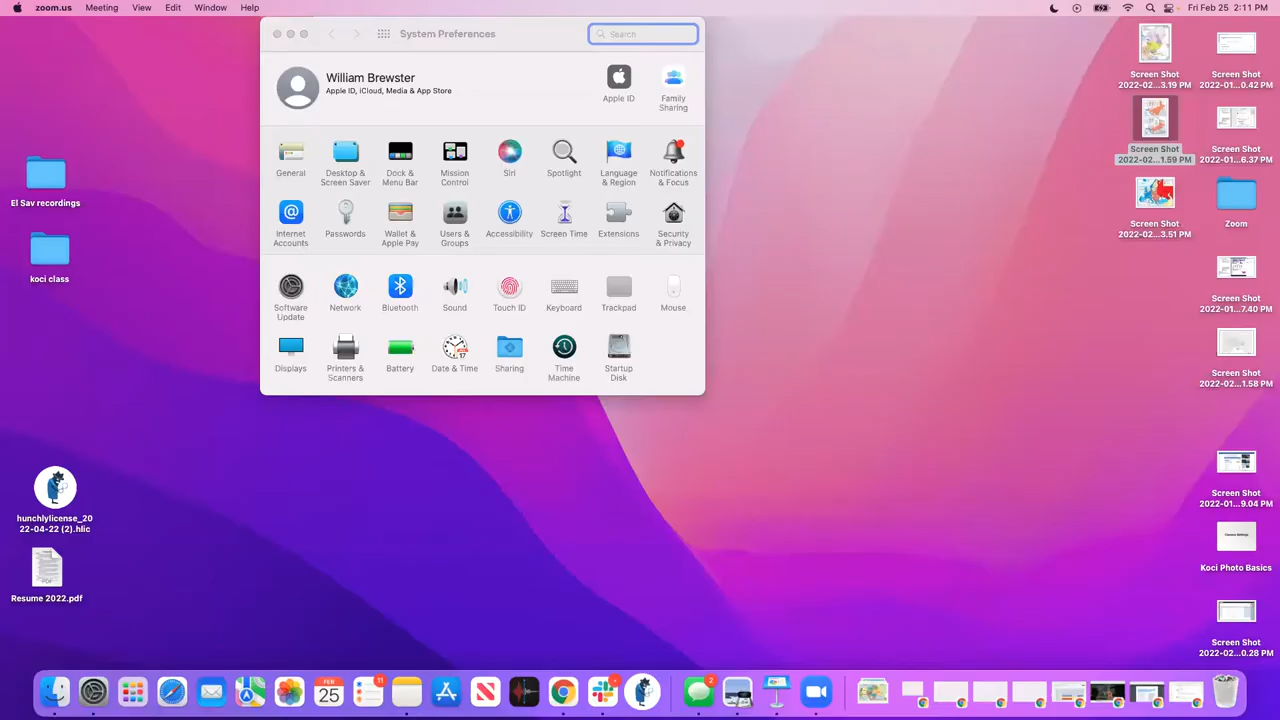 zoom.us Meeting View Edit Window Help Fri Feb 25 2:11 PM
System Preferences
Search
William Brewster
Apple ID, iCloud, Media & App Store
Apple ID
Family
Sharing
General
Desktop &
Screen Saver
Dock &
Menu Bar
Mission
Control
Siri
Spotlight
Language
& Region
Notifications
& Focus
Internet
Accounts
Passwords
Wallet &
Apple Pay
Users &
Groups
Accessibility
Screen Time
Extensions
Security
& Privacy
Software
Update
Network
Bluetooth
Sound
Touch ID
Keyboard
Trackpad
Mouse
Displays
Printers &
Scanners
Battery
Date & Time
Sharing
Time
Machine
Startup
Disk
El Sav recordings
koci class
hunchlylicense_20
22-04-22 (2).hlic
PDF
Resume 2022.pdf
Screen Shot
2022-02...3.19 PM
Screen Shot
2022-01...0.42 PM
Screen Shot
2022-02...1.59 PM
Screen Shot
2022-01...6.37 PM
Screen Shot
2022-02...3.51 PM
Zoom
Screen Shot
2022-01...7.40 PM
Screen Shot
2022-02...1.58 PM
Screen Shot
2022-01...9.04 PM
Koci Photo Basics
Screen Shot
2022-02...0.28 PM
FEB
25
11
2